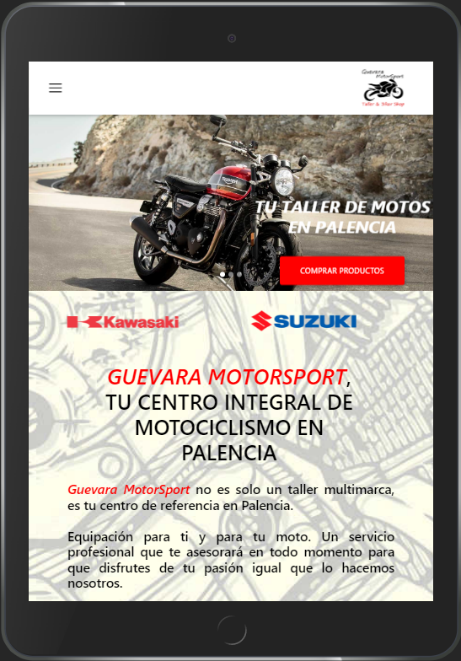 Guevara
MotorSport
Taller & Biker Shop
TU TALLER DE MOTOS
EN PALENCIA
COMPRAR PRODUCTOS
Kawasaki
SUZUKI
GUEVARA MOTORSPORT,
TU CENTRO INTEGRAL DE
MOTOCICLISMO EN
PALENCIA
Guevara MotorSport no es solo un taller multimarca,
es tu centro de referencia en Palencia.
Equipación para ti y para tu moto. Un servicio
profesional que te asesorará en todo momento para
que disfrutes de tu pasión igual que lo hacemos
nosotros.